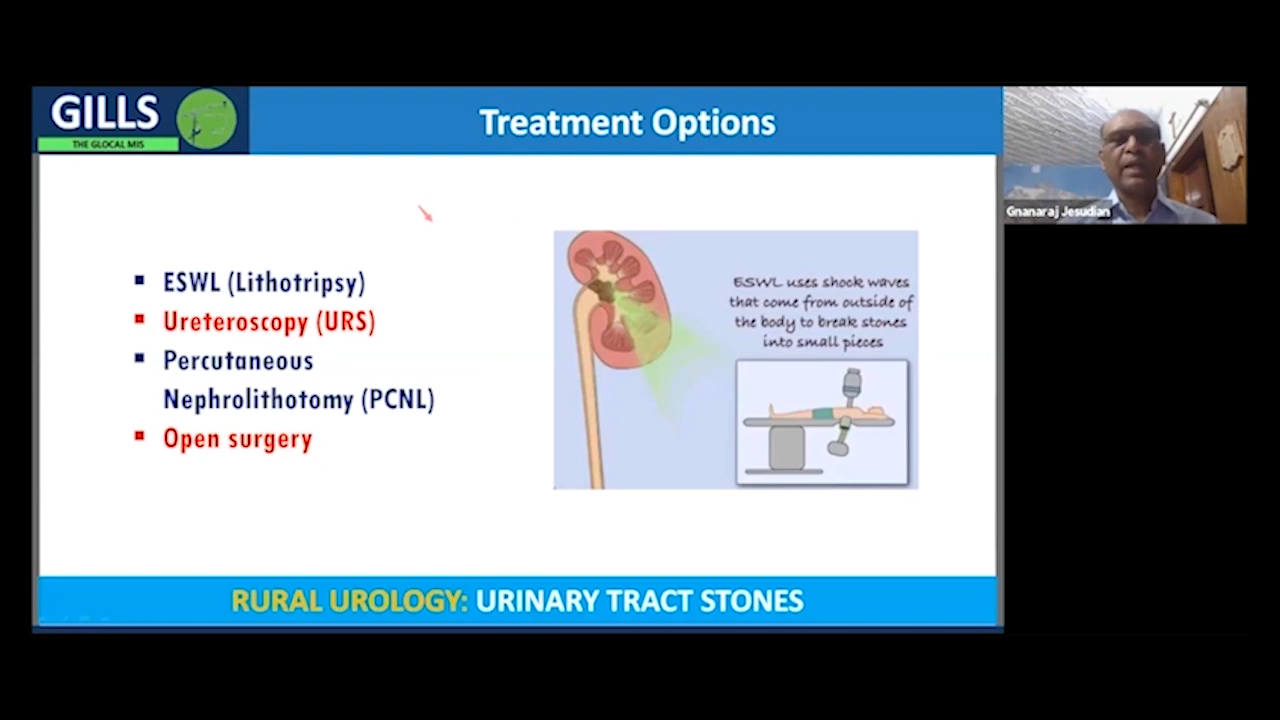 GILLS
THE GLOCAL MIS
Treatment Options
Gnanaraj Jesudian
ESWL (Lithotripsy)
Ureteroscopy (URS)
Percutaneous
Nephrolithotomy (PCNL)
Open surgery
ESWL uses shock waves
that come from outside of
the body to break stones
into small pieces
RURAL UROLOGY: URINARY TRACT STONES